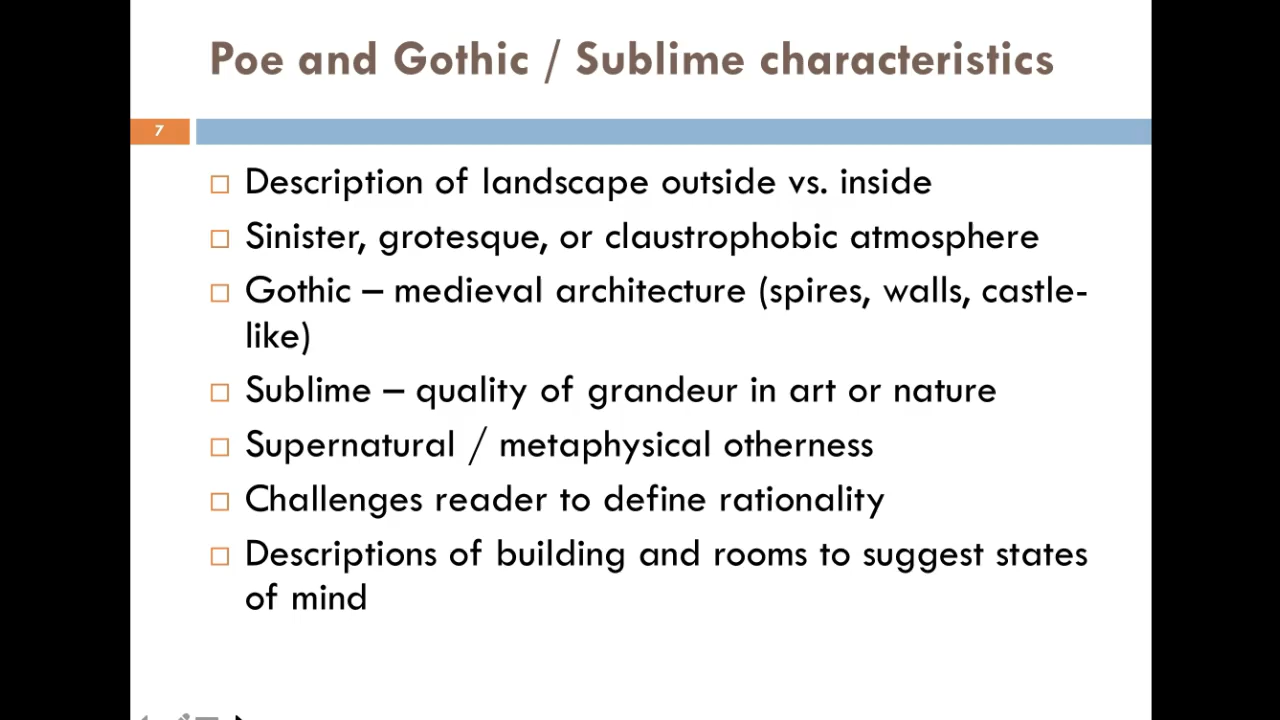 Poe and Gothic / Sublime characteristics
7
Description of landscape outside vs. inside
Sinister, grotesque, or claustrophobic atmosphere
Gothic – medieval architecture (spires, walls, castle-
like)
Sublime – quality of grandeur in art or nature
Supernatural / metaphysical otherness
Challenges reader to define rationality
Descriptions of building and rooms to suggest states
of mind